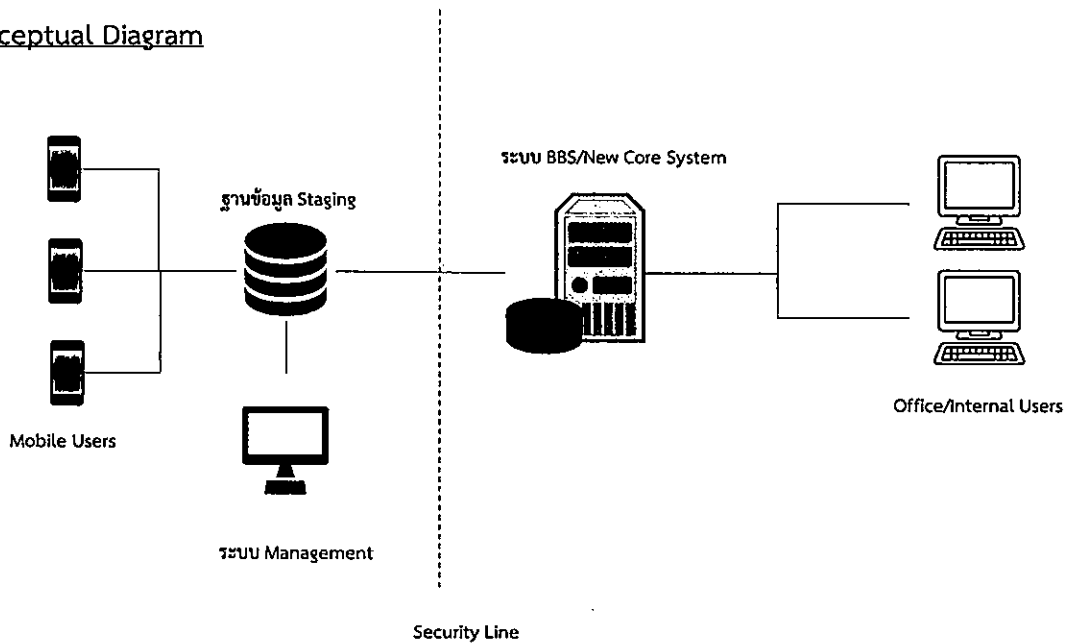 ceptual Diagram
ระบบ BBS/New Core System
ฐานข้อมูล Staging
Office/Internal Users
Mobile Users
ระบบ Management
Security Line